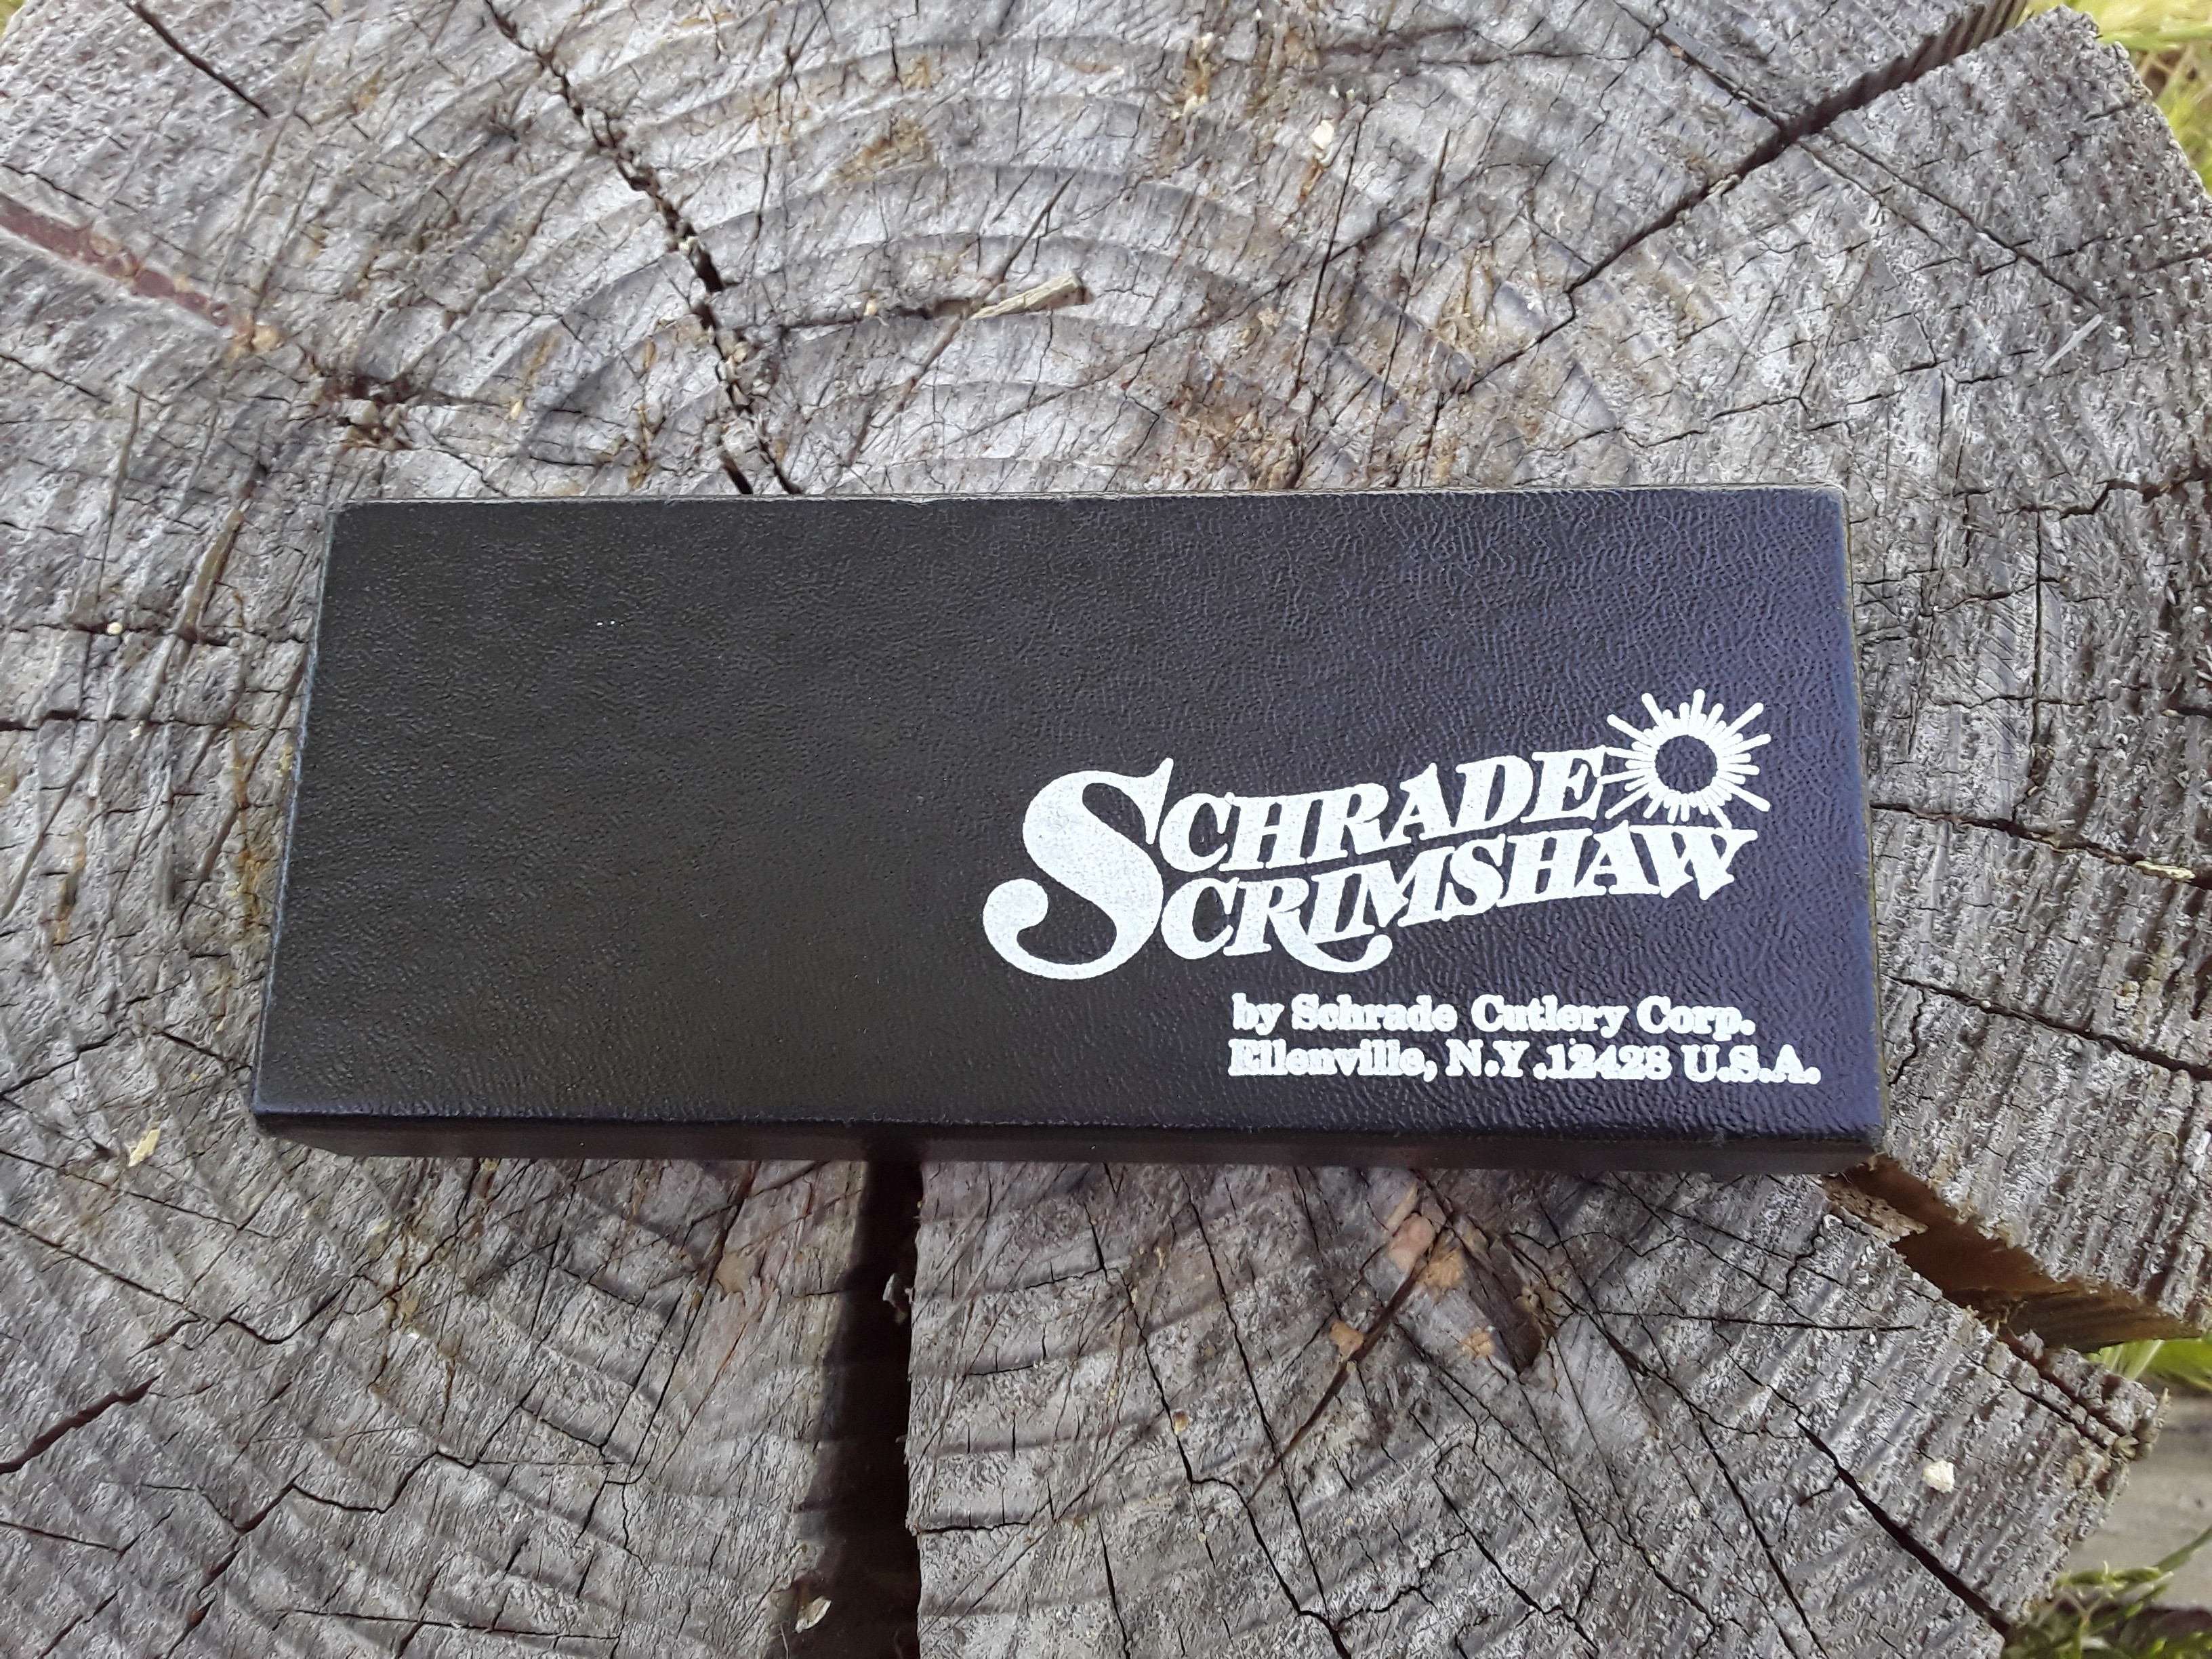 SCHRADE
SCRIMSHAW
by Schrade Cutlery Corp.
Ellenville, N.Y.12428 U.S.A.